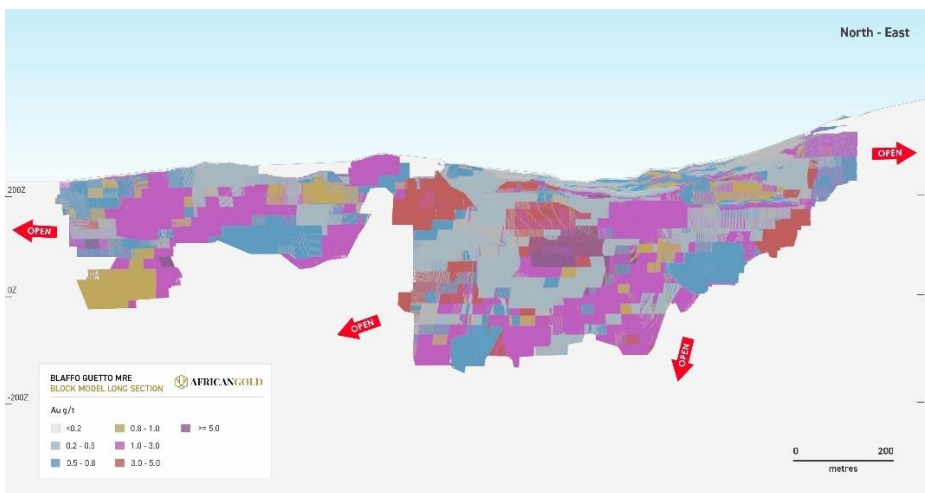 North - East
OPEN
200Z
OPEN
0Z
OPEN
OPEN
BLAFFO GUETTO MRE
BLOCK MODEL LONG SECTION
AFRICANGOLD
-200Z
Au g/t
<0.2
0.8 - 1.0
>= 5.0
0.2 - 0.5
1.0 - 3.0
0.5 - 0.8
3.0 - 5.0
0 200
metres